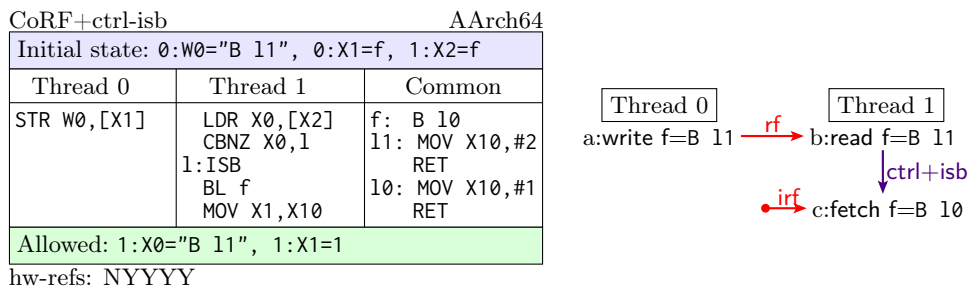 CoRF+ctrl-isb AArch64
Initial state: 0:W0="B l1", 0:X1=f, 1:X2=f
Thread 0 Thread 1 Common
STR W0,[X1] LDR X0,[X2] f: B l0
CBNZ X0,l l1: MOV X10,#2
l:ISB RET
BL f l0: MOV X10,#1
MOV X1,X10 RET
Allowed: 1:X0="B l1", 1:X1=1
hw-refs: NYYYY
Thread 0 Thread 1
a:write f=B l1 rf b:read f=B l1
ctrl+isb
irf c:fetch f=B l0